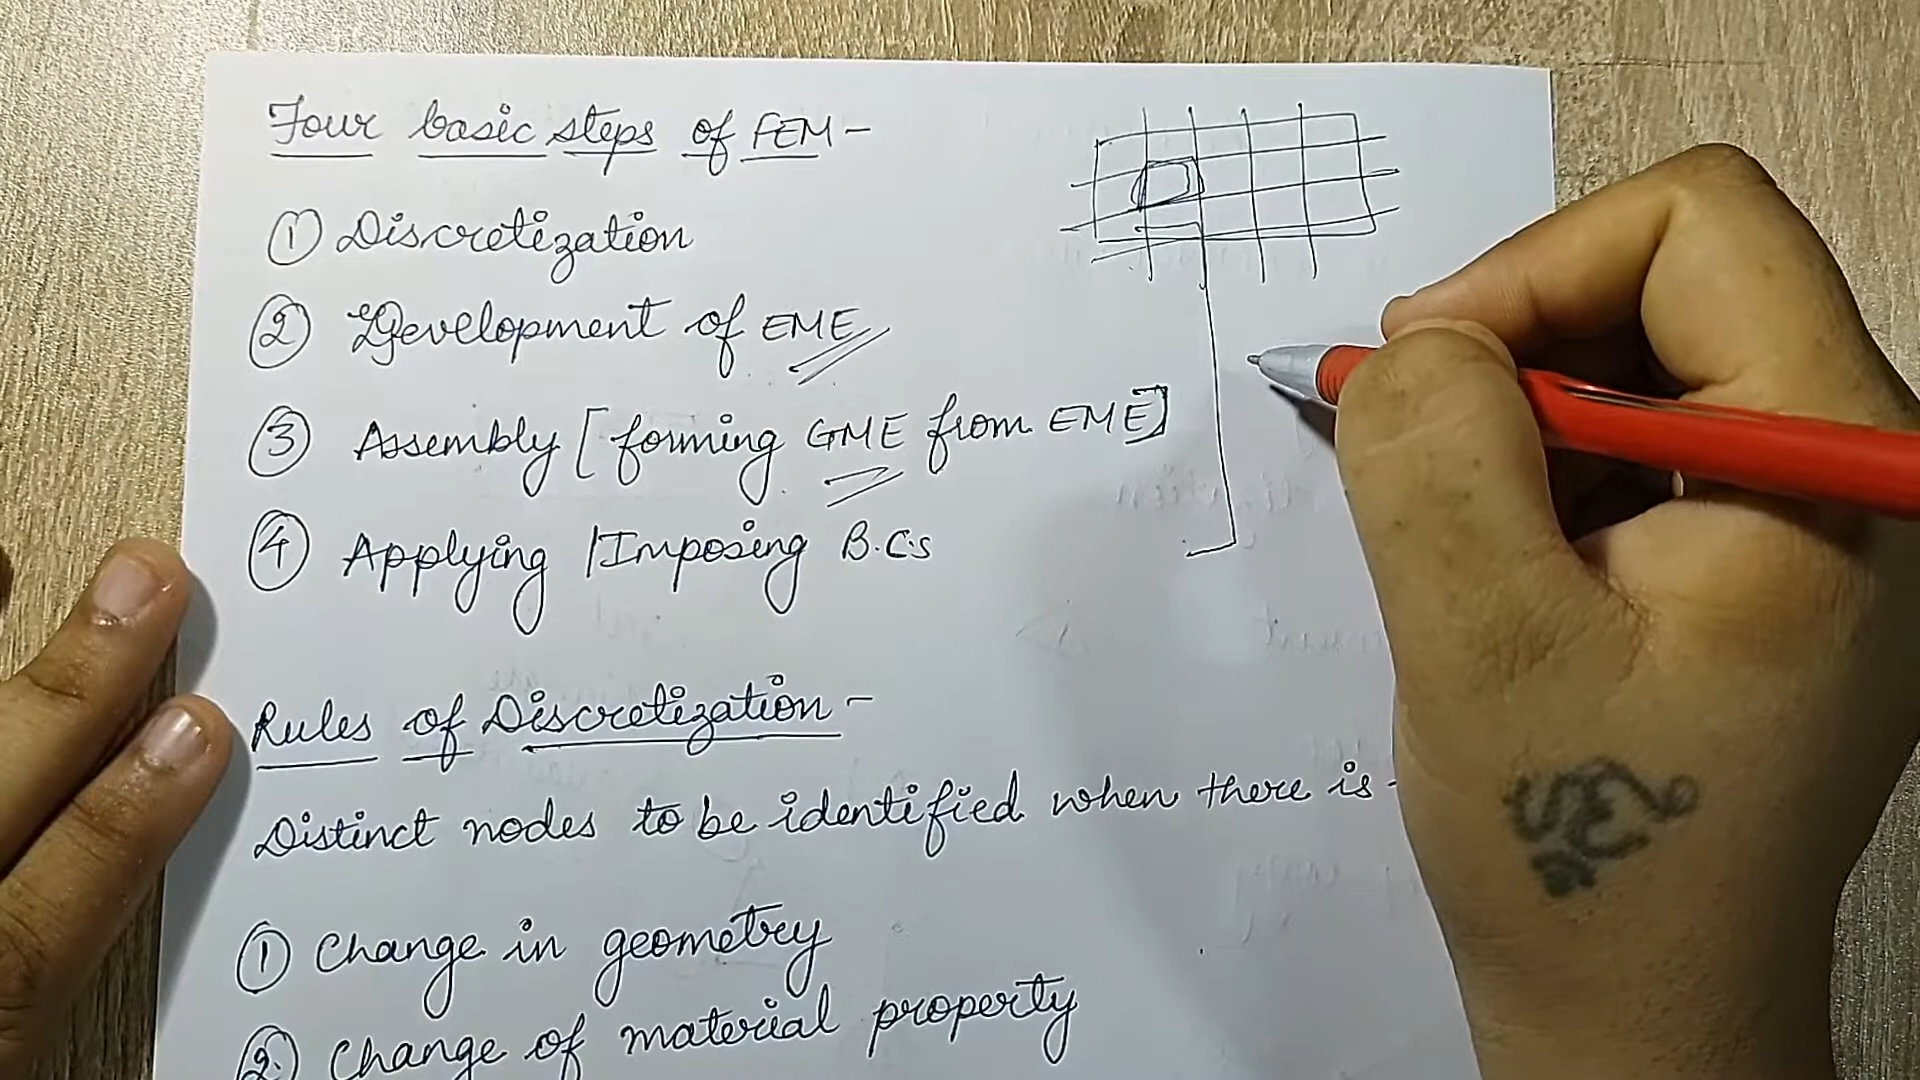 Four basic steps of FEM -
① Discretization
② Development of EME
③ Assembly [forming GME from EME]
④ Applying / Imposing B.C.s
Rules of Discretization -
Distinct nodes to be identified when there is -
① Change in geometry
②. Change of material property